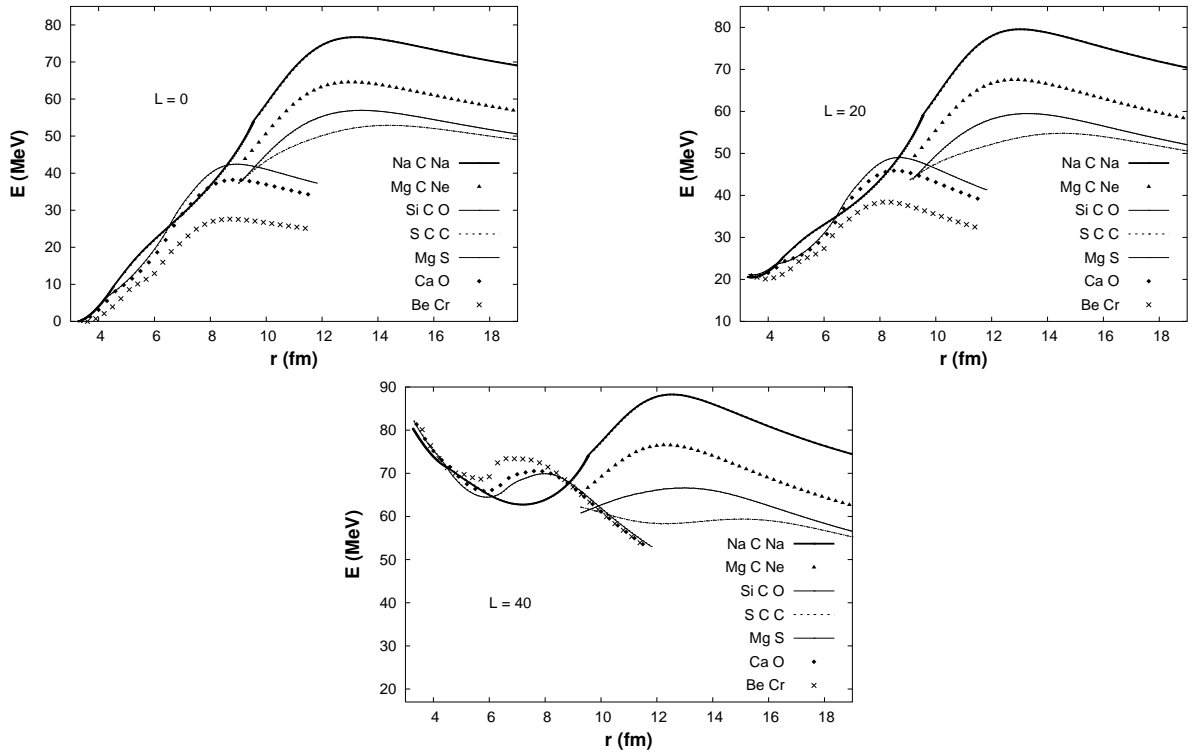 80
70
60
50
40
30
20
10
0
E (MeV)
L = 0
Na C Na
Mg C Ne
Si C O
S C C
Mg S
Ca O
Be Cr
4 6 8 10 12 14 16 18
r (fm)
80
70
60
50
40
30
20
10
E (MeV)
L = 20
Na C Na
Mg C Ne
Si C O
S C C
Mg S
Ca O
Be Cr
4 6 8 10 12 14 16 18
r (fm)
90
80
70
60
50
40
30
20
E (MeV)
L = 40
Na C Na
Mg C Ne
Si C O
S C C
Mg S
Ca O
Be Cr
4 6 8 10 12 14 16 18
r (fm)